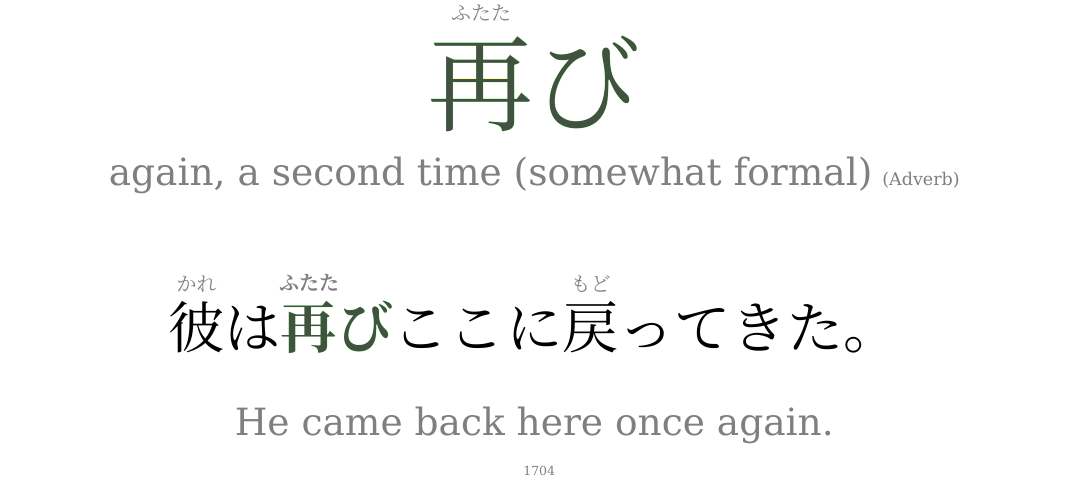 ふたた
再び
again, a second time (somewhat formal) (Adverb)
かれ ふたた もど
彼は再びここに戻ってきた。
He came back here once again.
1704